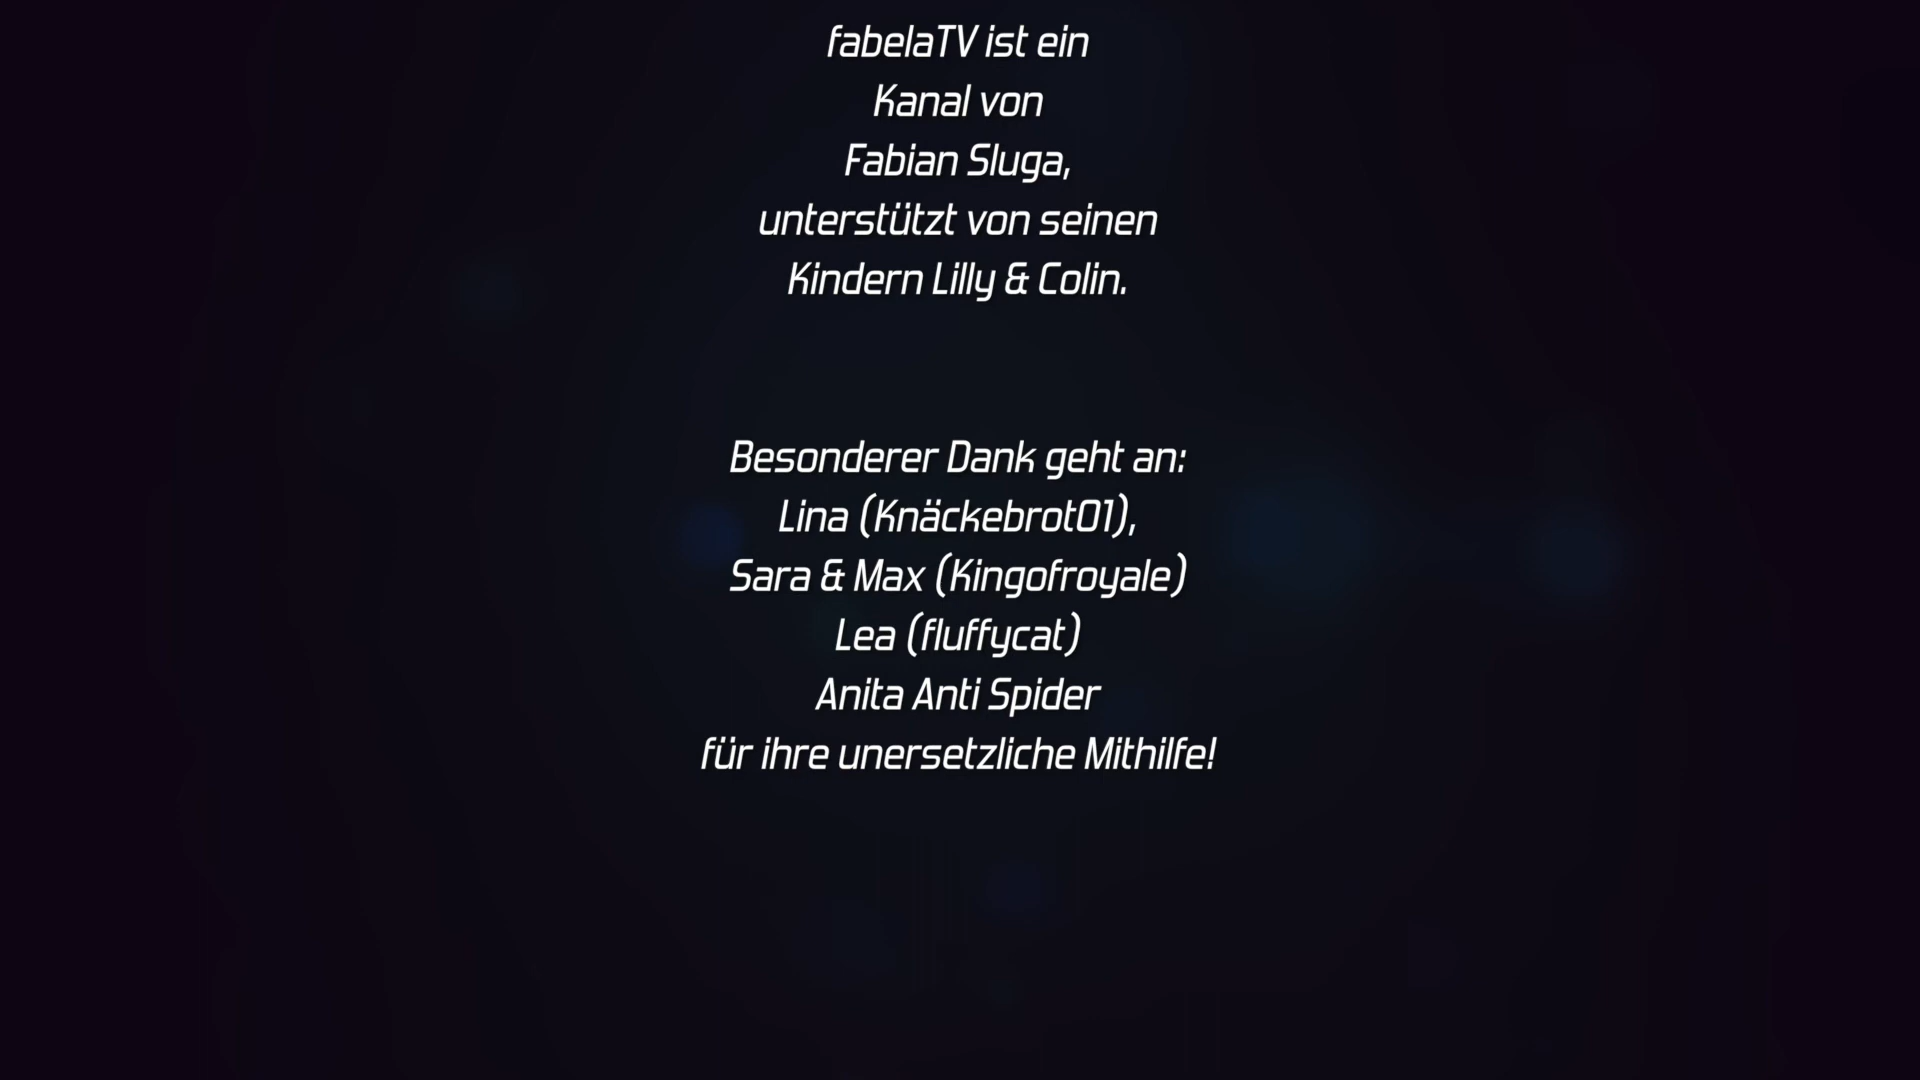 fabelaTV ist ein
Kanal von
Fabian Sluga,
unterstützt von seinen
Kindern Lilly & Colin.
Besonderer Dank geht an:
Lina (Knäckebrot01),
Sara & Max (Kingofroyale)
Lea (fluffycat)
Anita Anti Spider
für ihre unersetzliche Mithilfe!